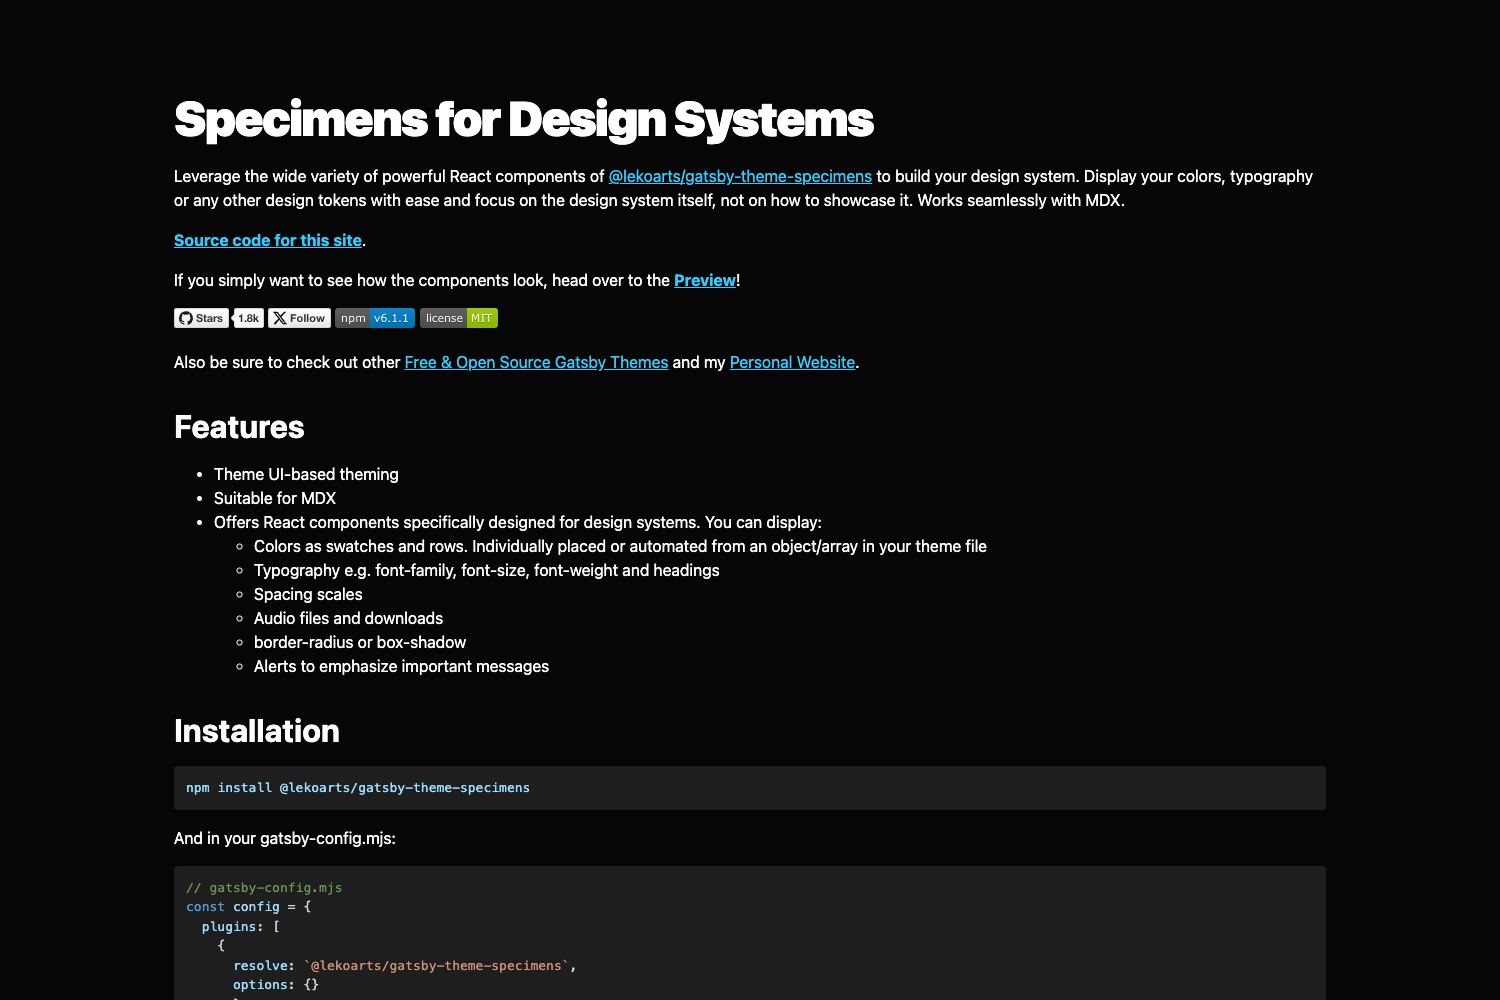 Specimens for Design Systems
Leverage the wide variety of powerful React components of @lekoarts/gatsby-theme-specimens to build your design system. Display your colors, typography
or any other design tokens with ease and focus on the design system itself, not on how to showcase it. Works seamlessly with MDX.
Source code for this site.
If you simply want to see how the components look, head over to the Preview!
Stars 1.8k Follow npm v6.1.1 license MIT
Also be sure to check out other Free & Open Source Gatsby Themes and my Personal Website.
Features
• Theme UI-based theming
• Suitable for MDX
• Offers React components specifically designed for design systems. You can display:
◦ Colors as swatches and rows. Individually placed or automated from an object/array in your theme file
◦ Typography e.g. font-family, font-size, font-weight and headings
◦ Spacing scales
◦ Audio files and downloads
◦ border-radius or box-shadow
◦ Alerts to emphasize important messages
Installation
npm install @lekoarts/gatsby-theme-specimens
And in your gatsby-config.mjs:
// gatsby-config.mjs
const config = {
  plugins: [
    {
      resolve: `@lekoarts/gatsby-theme-specimens`,
      options: {}